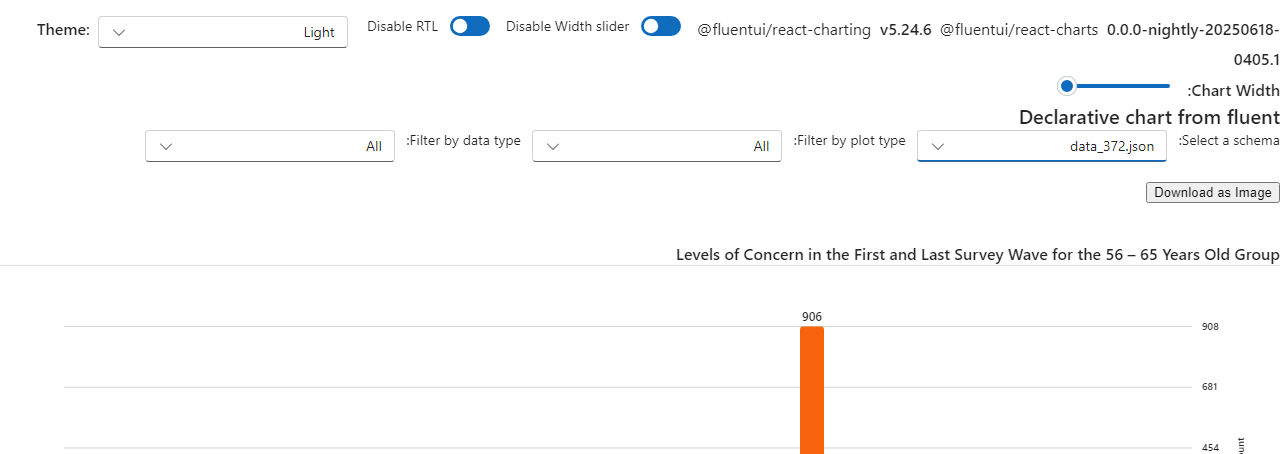 Theme: Light Disable RTL Disable Width slider @fluentui/react-charting v5.24.6 @fluentui/react-charts 0.0.0-nightly-20250618-
0405.1
:Chart Width
Declarative chart from fluent
:Select a schema data_372.json :Filter by plot type All :Filter by data type All
Download as Image
Levels of Concern in the First and Last Survey Wave for the 56 – 65 Years Old Group
906
908
681
454